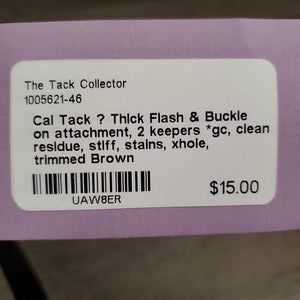 The Tack Collector
1005621-46
Cal Tack ? Thick Flash & Buckle
on attachment, 2 keepers *gc, clean
residue, stiff, stains, xhole,
trimmed Brown
$15.00
UAW8ER